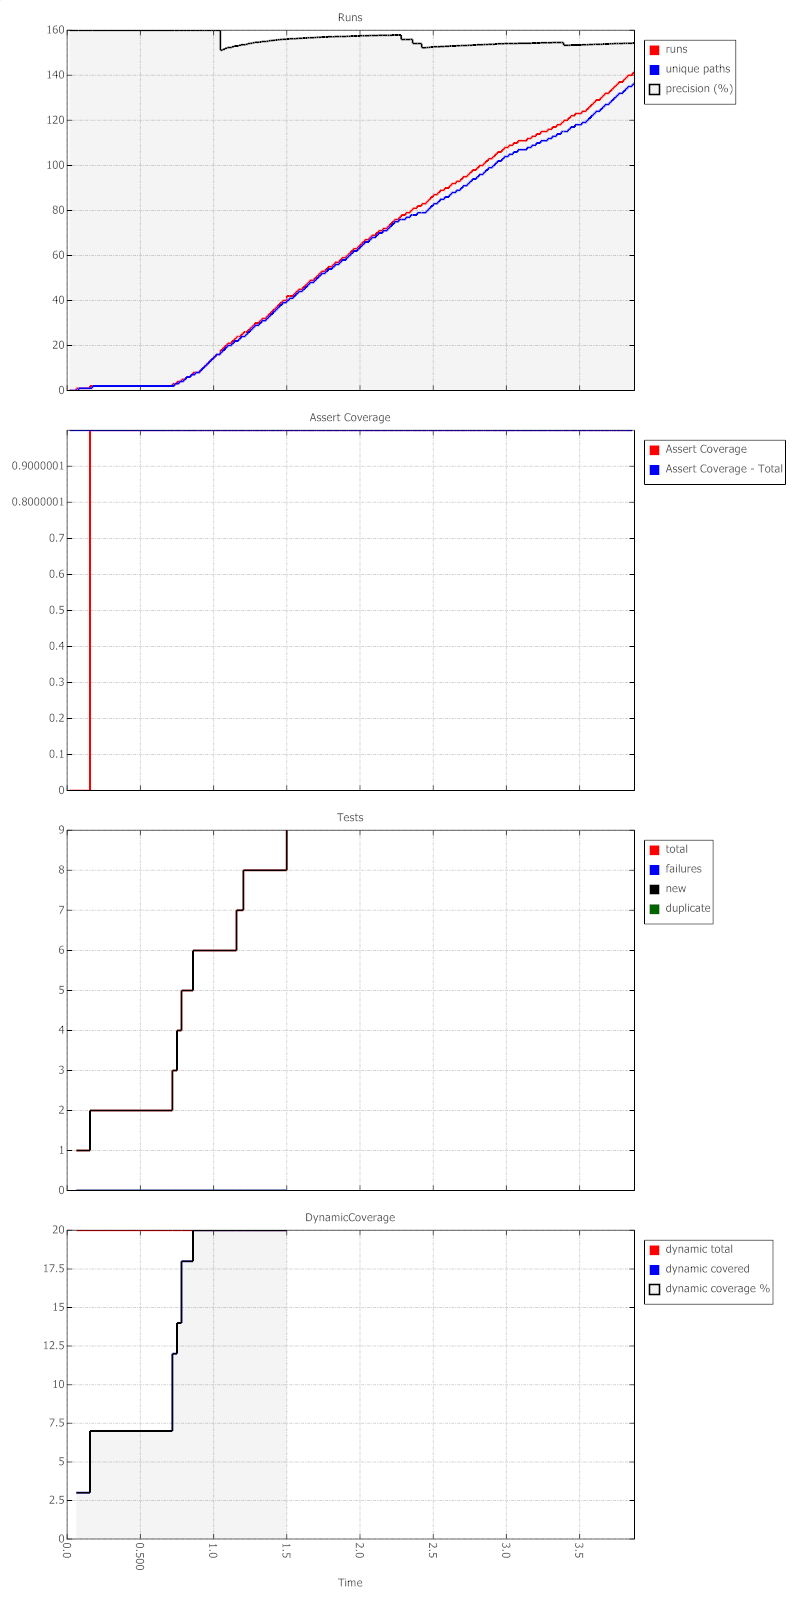 Runs
160
140
120
100
80
60
40
20
0
runs
unique paths
precision (%)
Assert Coverage
0.9000001
0.8000001
0.7
0.6
0.5
0.4
0.3
0.2
0.1
0
Assert Coverage
Assert Coverage - Total
Tests
9
8
7
6
5
4
3
2
1
0
total
failures
new
duplicate
DynamicCoverage
20
17.5
15
12.5
10
7.5
5
2.5
0
dynamic total
dynamic covered
dynamic coverage %
0.0
0.500
1.0
1.5
2.0
2.5
3.0
3.5
Time